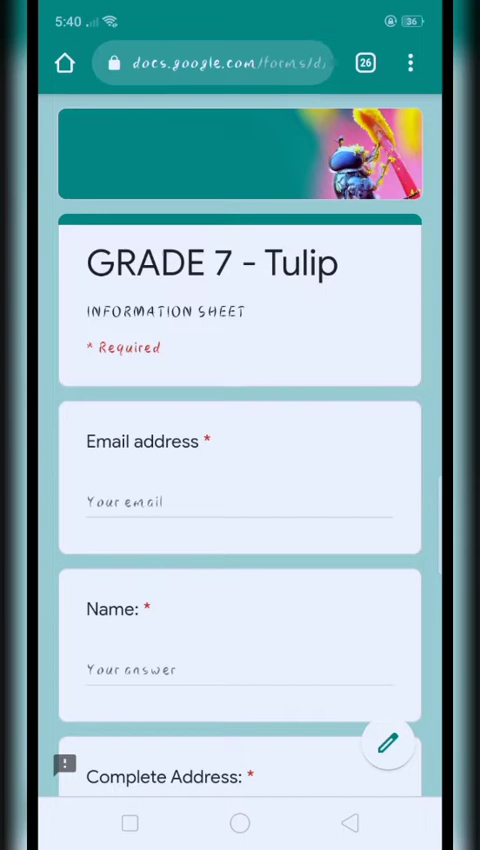 5:40
36
docs.google.com/forms/d/
26
GRADE 7 - Tulip
INFORMATION SHEET
* Required
Email address *
Your email
Name: *
Your answer
Complete Address: *